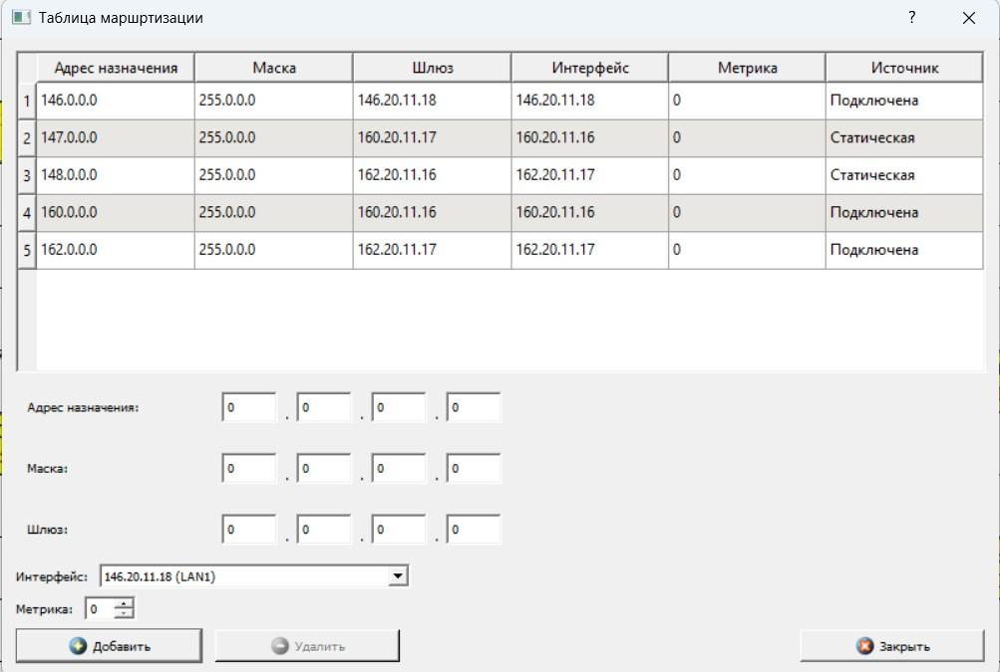 Таблица маршртизации
?
Адрес назначения Маска Шлюз Интерфейс Метрика Источник
1 146.0.0.0 255.0.0.0 146.20.11.18 146.20.11.18 0 Подключена
2 147.0.0.0 255.0.0.0 160.20.11.17 160.20.11.16 0 Статическая
3 148.0.0.0 255.0.0.0 162.20.11.16 162.20.11.17 0 Статическая
4 160.0.0.0 255.0.0.0 160.20.11.16 160.20.11.16 0 Подключена
5 162.0.0.0 255.0.0.0 162.20.11.17 162.20.11.17 0 Подключена
Адрес назначения: 0 . 0 . 0 . 0
Маска: 0 . 0 . 0 . 0
Шлюз: 0 . 0 . 0 . 0
Интерфейс: 146.20.11.18 (LAN1)
Метрика: 0
Добавить Удалить Закрыть